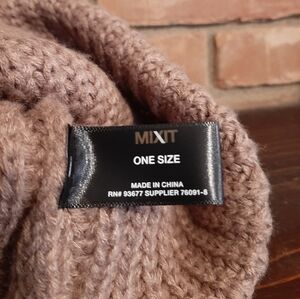 MIXIT
ONE SIZE
MADE IN CHINA
RN# 93677 SUPPLIER 76091-8